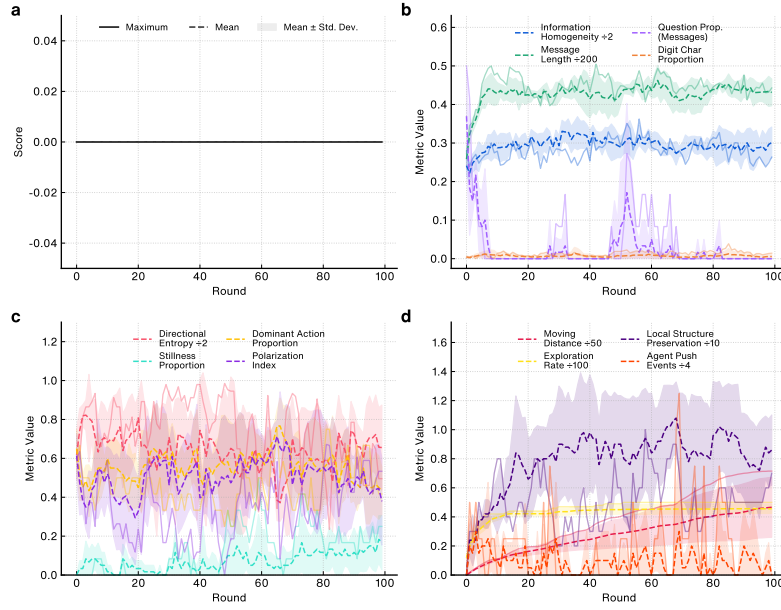 a
Maximum
Mean
Mean ± Std. Dev.
0.04
0.02
0.00
-0.02
-0.04
Score
0 20 40 60 80 100
Round
b
Information
Homogeneity ÷2
Message
Length ÷200
Question Prop.
(Messages)
Digit Char
Proportion
0.6
0.5
0.4
0.3
0.2
0.1
0.0
Metric Value
0 20 40 60 80 100
Round
c
Directional
Entropy ÷2
Stillness
Proportion
Dominant Action
Proportion
Polarization
Index
1.2
1.0
0.8
0.6
0.4
0.2
0.0
Metric Value
0 20 40 60 80 100
Round
d
Moving
Distance ÷50
Exploration
Rate ÷100
Local Structure
Preservation ÷10
Agent Push
Events ÷4
1.6
1.4
1.2
1.0
0.8
0.6
0.4
0.2
0.0
Metric Value
0 20 40 60 80 100
Round